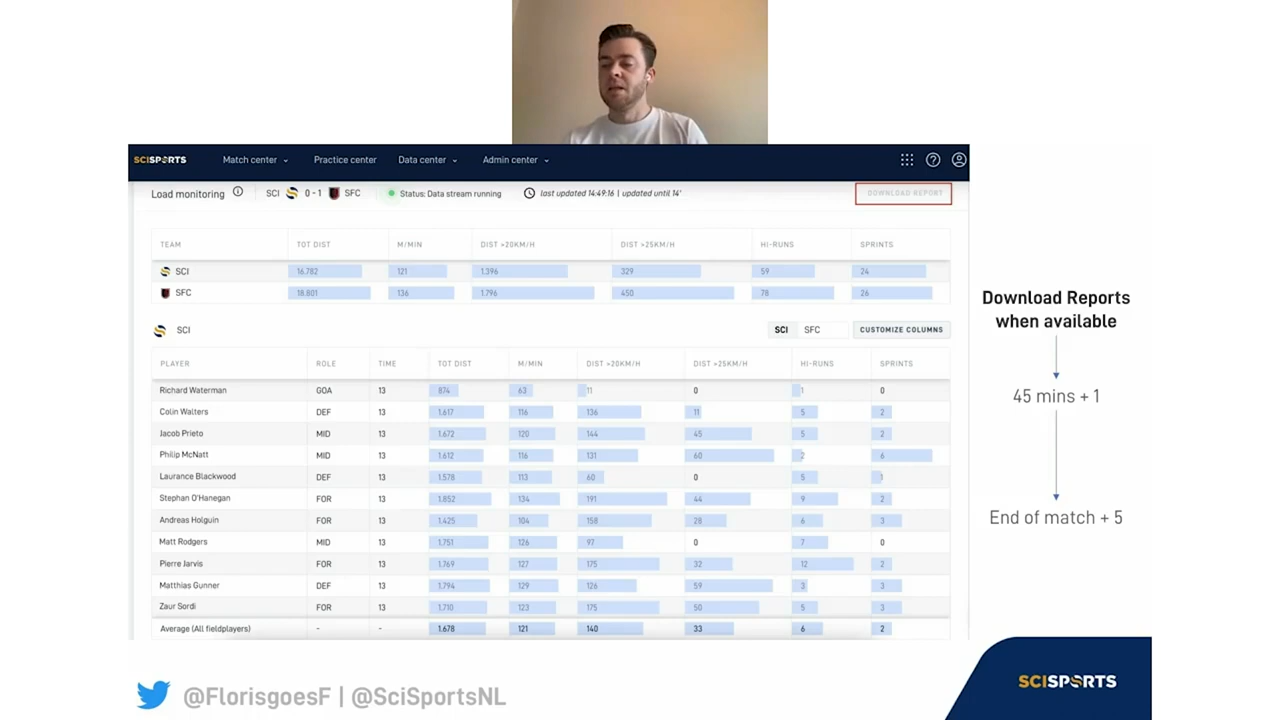 SCISPORTS Match center Practice center Data center Admin center
Load monitoring SCI 0 - 1 SFC Status: Data stream running last updated 14:49:16 | updated until 14' DOWNLOAD REPORT
TEAM TOT DIST M/MIN DIST >20KM/H DIST >25KM/H HI-RUNS SPRINTS
SCI 16.782 121 1.396 329 59 24
SFC 18.801 136 1.796 450 78 26
SCI SCI SFC CUSTOMIZE COLUMNS
PLAYER ROLE TIME TOT DIST M/MIN DIST >20KM/H DIST >25KM/H HI-RUNS SPRINTS
Richard Waterman GOA 13 874 63 11 0 1 0
Colin Walters DEF 13 1.617 116 136 11 5 2
Jacob Prieto MID 13 1.672 120 144 45 5 2
Philip McNatt MID 13 1.612 116 131 60 2 6
Laurance Blackwood DEF 13 1.578 113 60 0 5 1
Stephan O'Hanegan FOR 13 1.852 134 191 44 9 2
Andreas Holguin FOR 13 1.425 104 158 28 6 3
Matt Rodgers MID 13 1.751 126 97 0 7 0
Pierre Jarvis FOR 13 1.769 127 175 32 12 2
Matthias Gunner DEF 13 1.794 129 126 59 3 3
Zaur Sordi FOR 13 1.710 123 175 50 5 3
Average (All fieldplayers) - - 1.678 121 140 33 6 2
Download Reports
when available
45 mins + 1
End of match + 5
@FlorisgoesF | @SciSportsNL
SCISPORTS